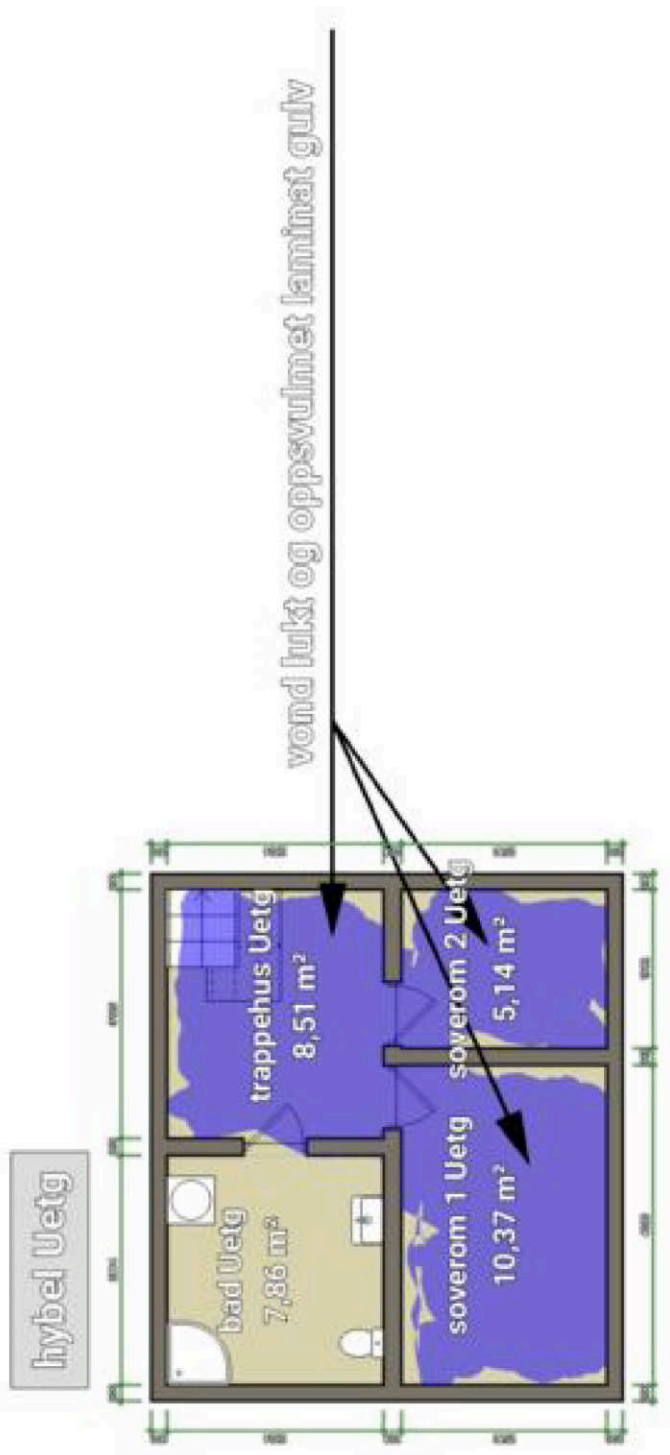 hybel Uetg
vond lukt og oppsvulmet laminat gulv
bad Uetg
7,86 m²
trappehus Uetg
8,51 m²
soverom 1 Uetg
10,37 m²
soverom 2 Uetg
5,14 m²